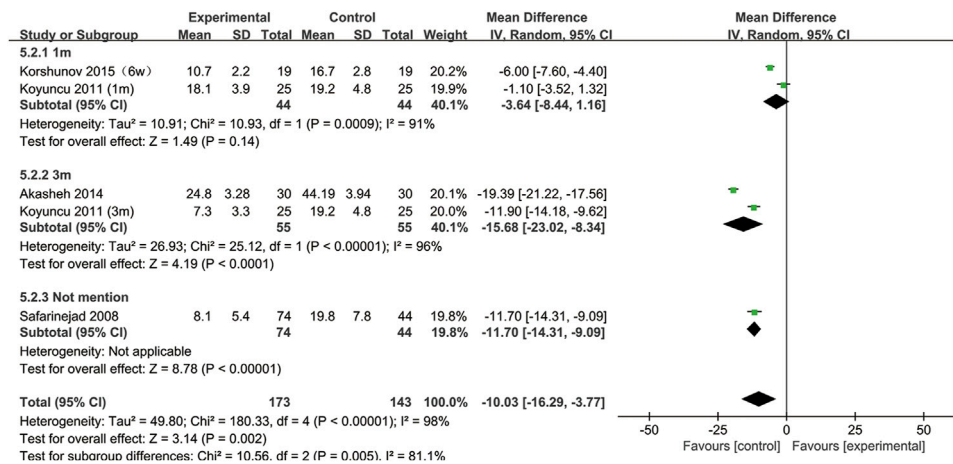 Experimental Control Mean Difference Mean Difference
Study or Subgroup Mean SD Total Mean SD Total Weight IV, Random, 95% CI IV, Random, 95% CI
5.2.1 1m
Korshunov 2015（6w） 10.7 2.2 19 16.7 2.8 19 20.2% -6.00 [-7.60, -4.40]
Koyuncu 2011 (1m) 18.1 3.9 25 19.2 4.8 25 19.9% -1.10 [-3.52, 1.32]
Subtotal (95% CI) 44 44 40.1% -3.64 [-8.44, 1.16]
Heterogeneity: Tau² = 10.91; Chi² = 10.93, df = 1 (P = 0.0009); I² = 91%
Test for overall effect: Z = 1.49 (P = 0.14)
5.2.2 3m
Akasheh 2014 24.8 3.28 30 44.19 3.94 30 20.1% -19.39 [-21.22, -17.56]
Koyuncu 2011 (3m) 7.3 3.3 25 19.2 4.8 25 20.0% -11.90 [-14.18, -9.62]
Subtotal (95% CI) 55 55 40.1% -15.68 [-23.02, -8.34]
Heterogeneity: Tau² = 26.93; Chi² = 25.12, df = 1 (P < 0.00001); I² = 96%
Test for overall effect: Z = 4.19 (P < 0.0001)
5.2.3 Not mention
Safarinejad 2008 8.1 5.4 74 19.8 7.8 44 19.8% -11.70 [-14.31, -9.09]
Subtotal (95% CI) 74 44 19.8% -11.70 [-14.31, -9.09]
Heterogeneity: Not applicable
Test for overall effect: Z = 8.78 (P < 0.00001)
Total (95% CI) 173 143 100.0% -10.03 [-16.29, -3.77]
Heterogeneity: Tau² = 49.80; Chi² = 180.33, df = 4 (P < 0.00001); I² = 98%
Test for overall effect: Z = 3.14 (P = 0.002)
Test for subgroup differences: Chi² = 10.56, df = 2 (P = 0.005), I² = 81.1%
-50 -25 0 25 50
Favours [control] Favours [experimental]